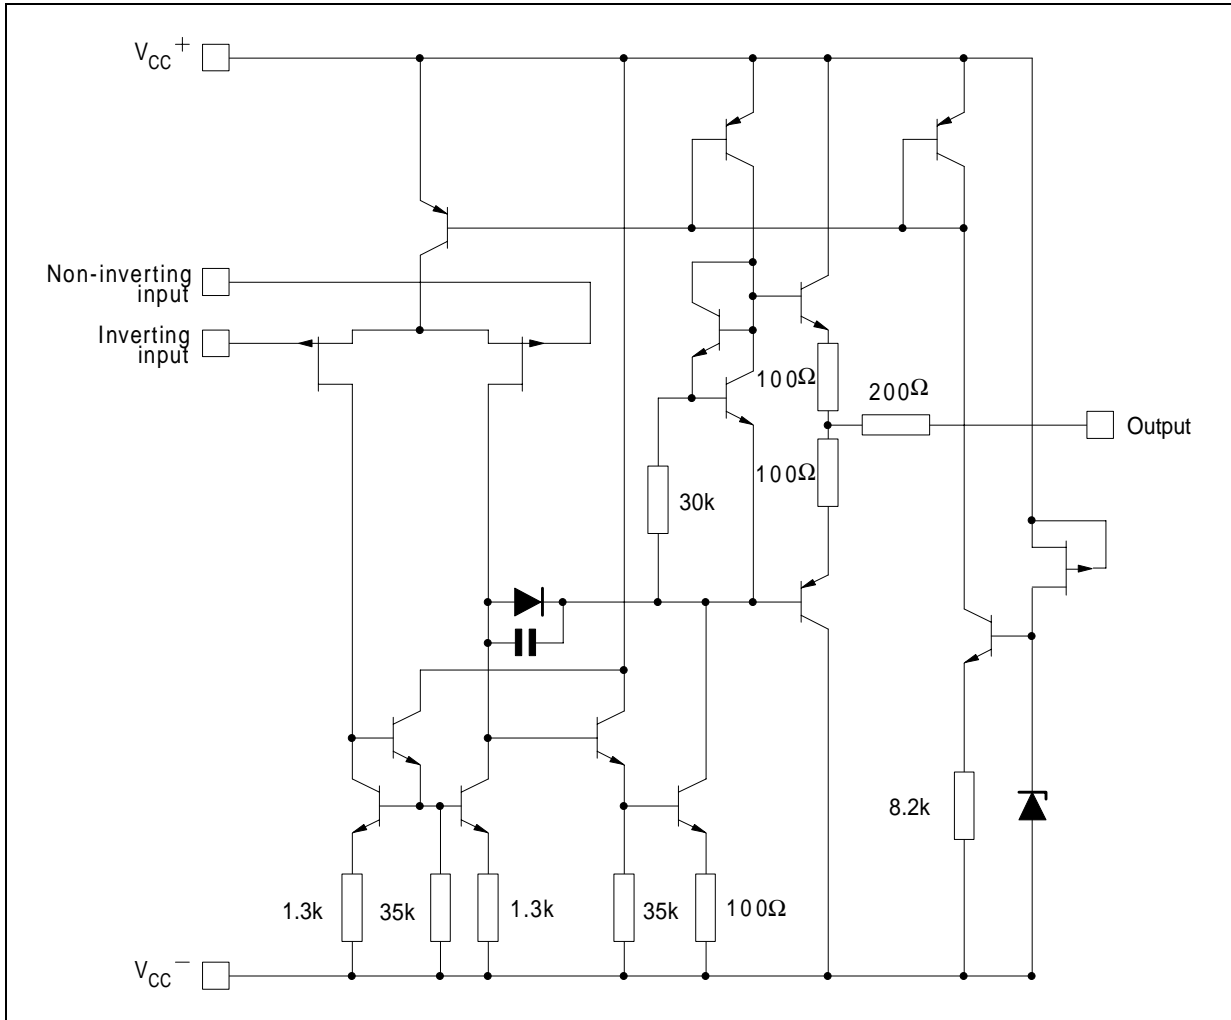 VCC+
Non-inverting
input
Inverting
input
100Ω
200Ω
Output
100Ω
30k
8.2k
1.3k
35k
1.3k
35k
100Ω
VCC−